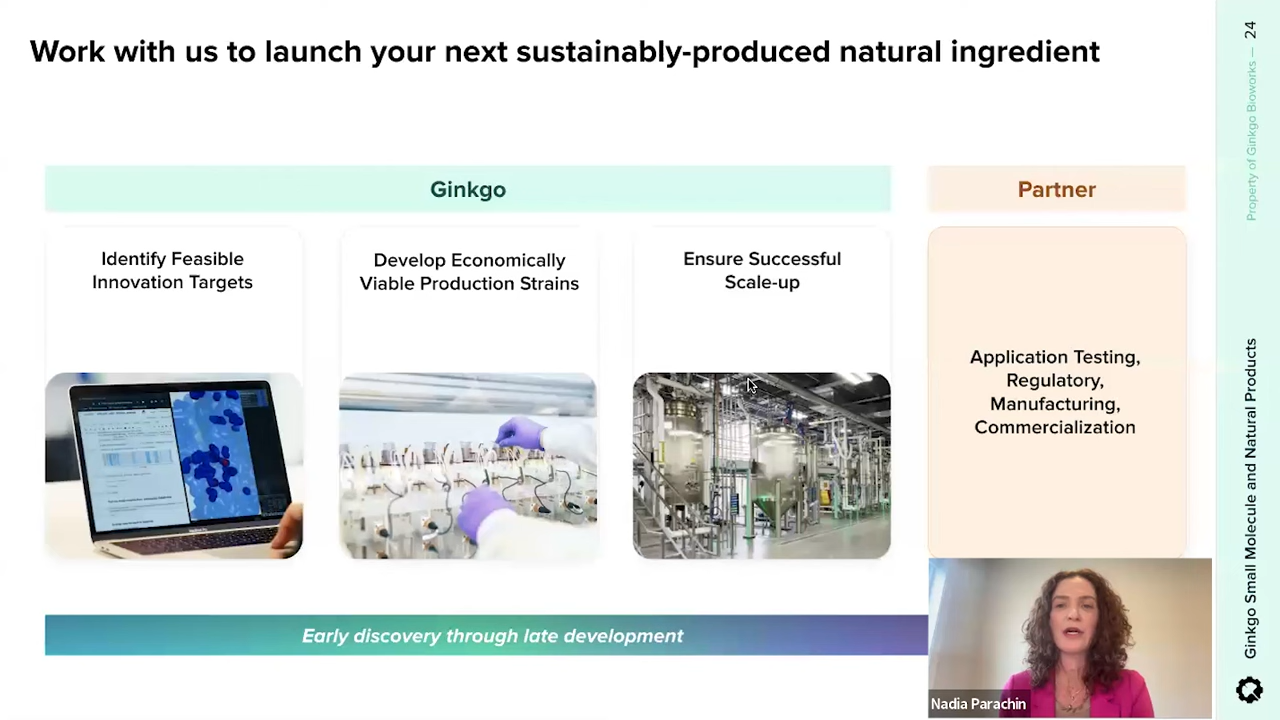 Work with us to launch your next sustainably-produced natural ingredient
Ginkgo
Partner
Identify Feasible
Innovation Targets
Develop Economically
Viable Production Strains
Ensure Successful
Scale-up
Application Testing,
Regulatory,
Manufacturing,
Commercialization
Early discovery through late development
Nadia Parachin
Ginkgo Small Molecule and Natural Products
Property of Ginkgo Bioworks — 24